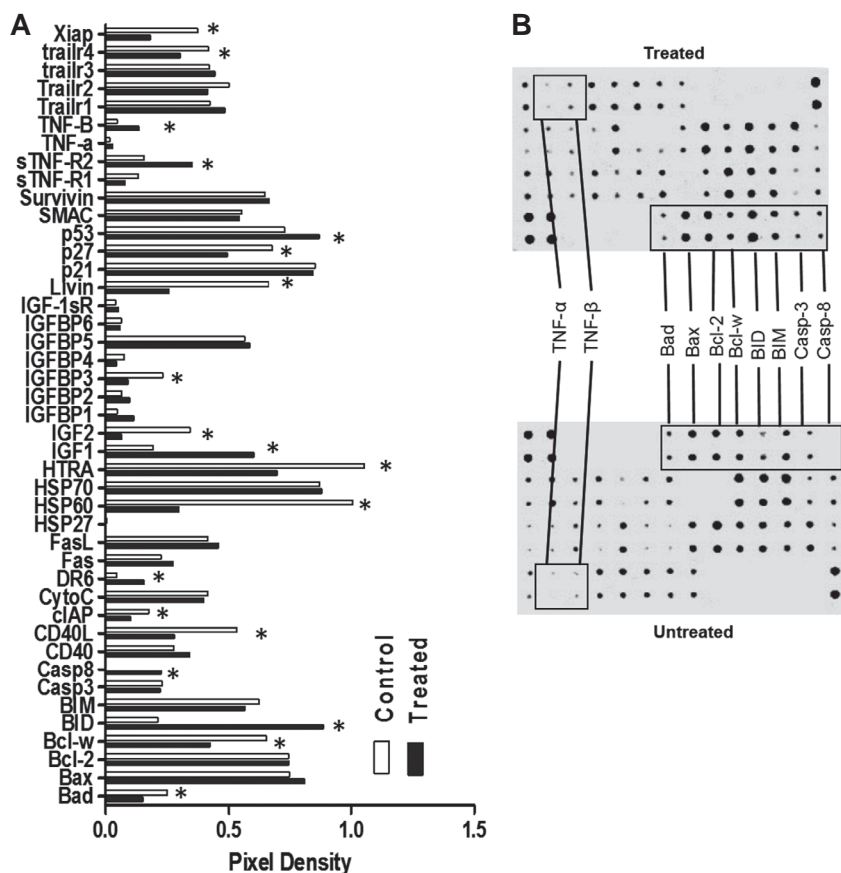 A
Xiap *
trailr4 *
trailr3
Trailr2
Trailr1
TNF-B *
TNF-a
sTNF-R2 *
sTNF-R1
Survivin
SMAC
p53 *
p27 *
p21
Livin *
IGF-1sR
IGFBP6
IGFBP5
IGFBP4
IGFBP3 *
IGFBP2
IGFBP1
IGF2 *
IGF1 *
HTRA *
HSP70
HSP60 *
HSP27
FasL
Fas
DR6 *
CytoC
cIAP *
CD40L *
CD40
Casp8 *
Casp3
BIM
BID *
Bcl-w *
Bcl-2
Bax
Bad *
0.0 0.5 1.0 1.5
Pixel Density
Control
Treated
B
Treated
TNF-α
TNF-β
Bad
Bax
Bcl-2
Bcl-w
BID
BIM
Casp-3
Casp-8
Untreated